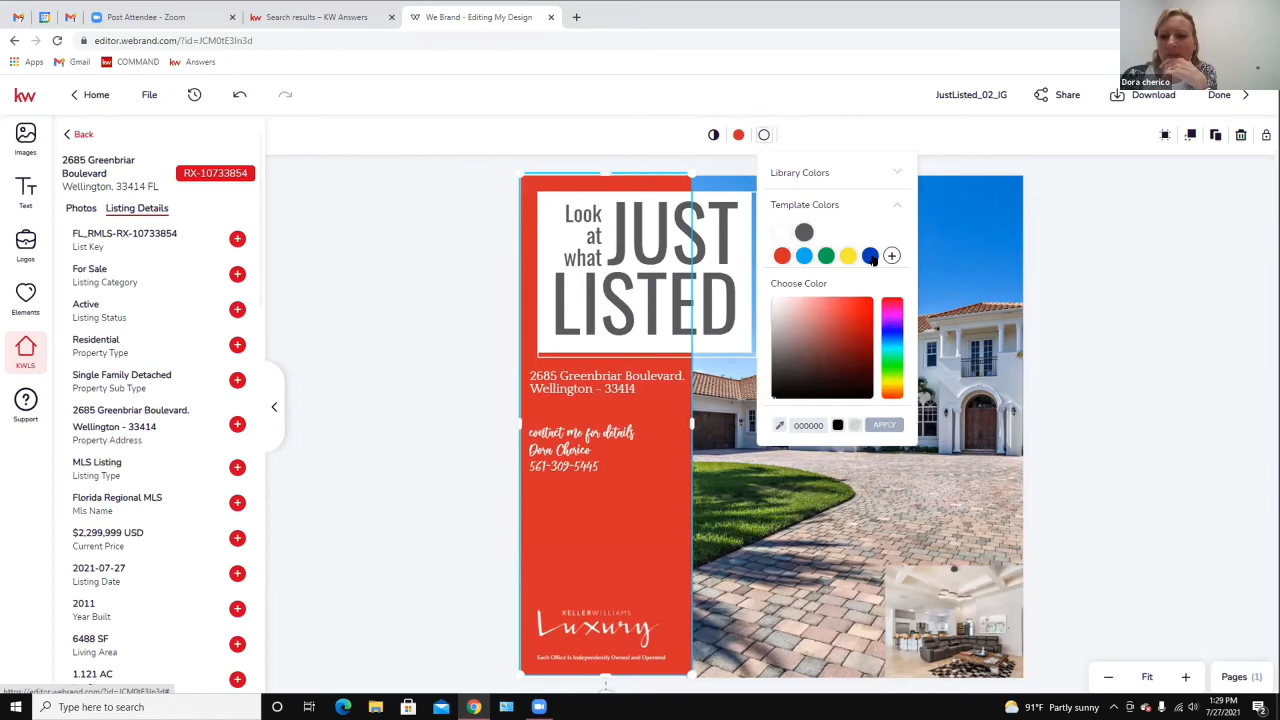 Post Attendee - Zoom
Search results – KW Answers
We Brand - Editing My Design
editor.webrand.com/?id=JCM0tE3In3d
Apps
Gmail
COMMAND
Answers
Dora cherico
kw
Home
File
JustListed_02_IG
Share
Download
Done
Images
Text
Logos
Elements
KWLS
Support
Back
2685 Greenbriar
Boulevard
Wellington, 33414 FL
RX-10733854
Photos
Listing Details
FL_RMLS-RX-10733854
List Key
For Sale
Listing Category
Active
Listing Status
Residential
Property Type
Single Family Detached
Property Sub Type
2685 Greenbriar Boulevard.
Wellington - 33414
Property Address
MLS Listing
Listing Type
Florida Regional MLS
Mls Name
$2,299,999 USD
Current Price
2021-07-27
Listing Date
2011
Year Built
6488 SF
Living Area
1.121 AC
https://editor.webrand.com/?id=JCM0tE3In3d#
Look
at
what
JUST
LISTED
2685 Greenbriar Boulevard.
Wellington - 33414
contact me for details
Dora Cherico
561-309-5445
KELLERWILLIAMS
Luxury
Each Office Is Independently Owned and Operated
Library Colors
Template Colors
Choose Color
000000
APPLY
Fit
Pages (1)
Type here to search
91°F Partly sunny
1:29 PM
7/27/2021